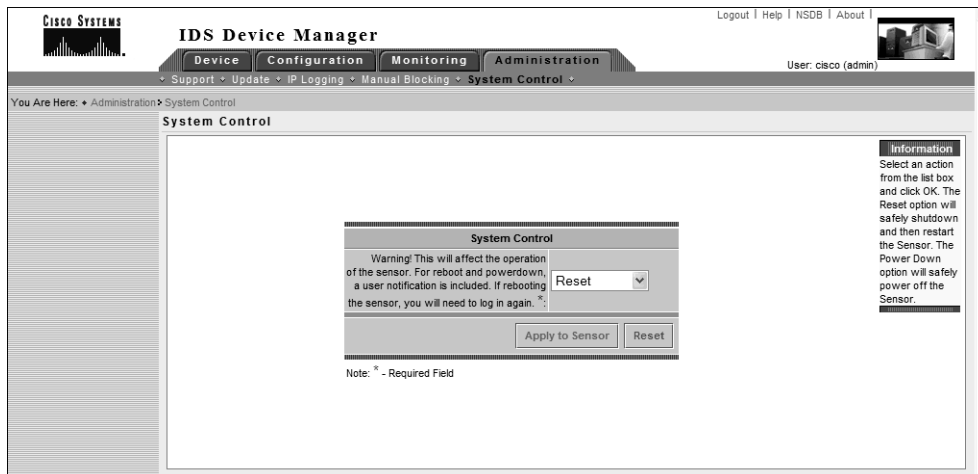 CISCO SYSTEMS
Logout | Help | NSDB | About |
IDS Device Manager
Device Configuration Monitoring Administration
User: cisco (admin)
Support Update IP Logging Manual Blocking System Control
You Are Here: Administration > System Control
System Control
Information
Select an action
from the list box
and click OK. The
Reset option will
safely shutdown
and then restart
the Sensor. The
Power Down
option will safely
power off the
Sensor.
System Control
Warning! This will affect the operation
of the sensor. For reboot and powerdown,
a user notification is included. If rebooting
the sensor, you will need to log in again. *:
Reset
Apply to Sensor Reset
Note: * - Required Field